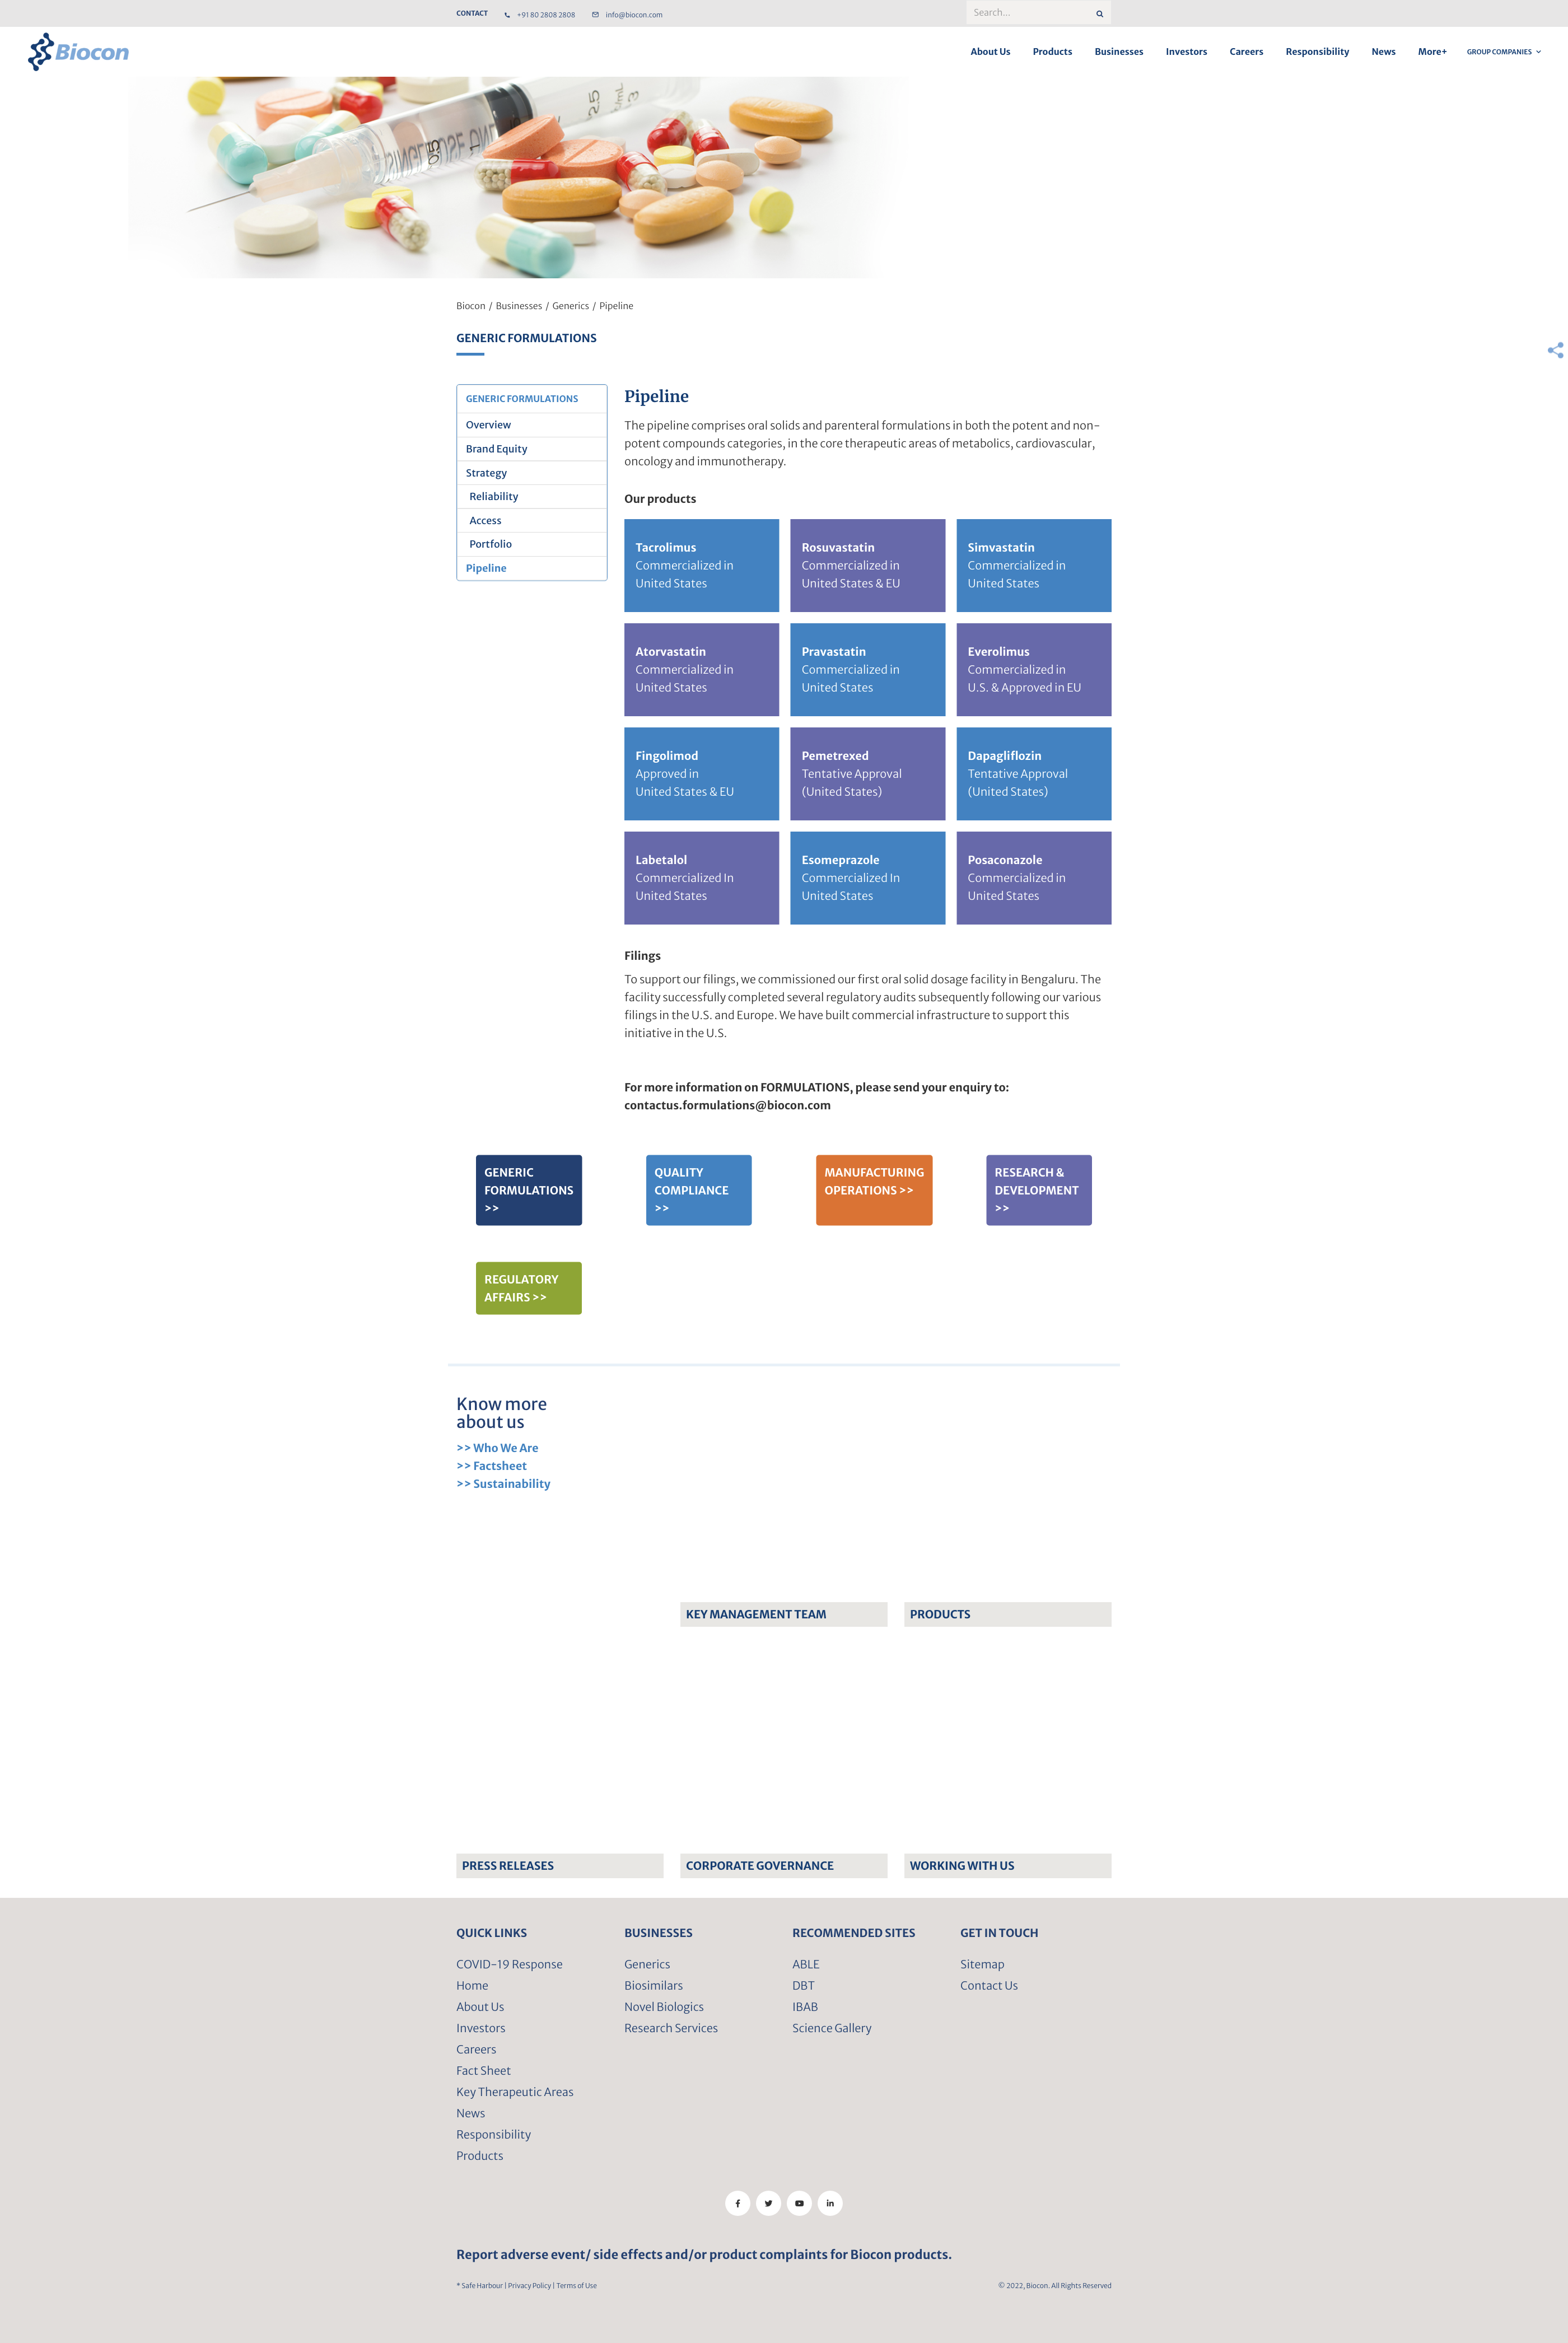 CONTACT
+91 80 2808 2808
info@biocon.com
Search...
Biocon
About Us
Products
Businesses
Investors
Careers
Responsibility
News
More+
GROUP COMPANIES
0.5
2.5
3
mL
SINGLE USE
Biocon / Businesses / Generics / Pipeline
GENERIC FORMULATIONS
GENERIC FORMULATIONS
Overview
Brand Equity
Strategy
Reliability
Access
Portfolio
Pipeline
Pipeline
The pipeline comprises oral solids and parenteral formulations in both the potent and non-
potent compounds categories, in the core therapeutic areas of metabolics, cardiovascular,
oncology and immunotherapy.
Our products
Tacrolimus
Commercialized in
United States
Rosuvastatin
Commercialized in
United States & EU
Simvastatin
Commercialized in
United States
Atorvastatin
Commercialized in
United States
Pravastatin
Commercialized in
United States
Everolimus
Commercialized in
U.S. & Approved in EU
Fingolimod
Approved in
United States & EU
Pemetrexed
Tentative Approval
(United States)
Dapagliflozin
Tentative Approval
(United States)
Labetalol
Commercialized In
United States
Esomeprazole
Commercialized In
United States
Posaconazole
Commercialized in
United States
Filings
To support our filings, we commissioned our first oral solid dosage facility in Bengaluru. The
facility successfully completed several regulatory audits subsequently following our various
filings in the U.S. and Europe. We have built commercial infrastructure to support this
initiative in the U.S.
For more information on FORMULATIONS, please send your enquiry to:
contactus.formulations@biocon.com
GENERIC
FORMULATIONS
>>
QUALITY
COMPLIANCE
>>
MANUFACTURING
OPERATIONS >>
RESEARCH &
DEVELOPMENT
>>
REGULATORY
AFFAIRS >>
Know more
about us
>> Who We Are
>> Factsheet
>> Sustainability
KEY MANAGEMENT TEAM
PRODUCTS
PRESS RELEASES
CORPORATE GOVERNANCE
WORKING WITH US
QUICK LINKS
COVID-19 Response
Home
About Us
Investors
Careers
Fact Sheet
Key Therapeutic Areas
News
Responsibility
Products
BUSINESSES
Generics
Biosimilars
Novel Biologics
Research Services
RECOMMENDED SITES
ABLE
DBT
IBAB
Science Gallery
GET IN TOUCH
Sitemap
Contact Us
Report adverse event/ side effects and/or product complaints for Biocon products.
* Safe Harbour | Privacy Policy | Terms of Use
© 2022, Biocon. All Rights Reserved